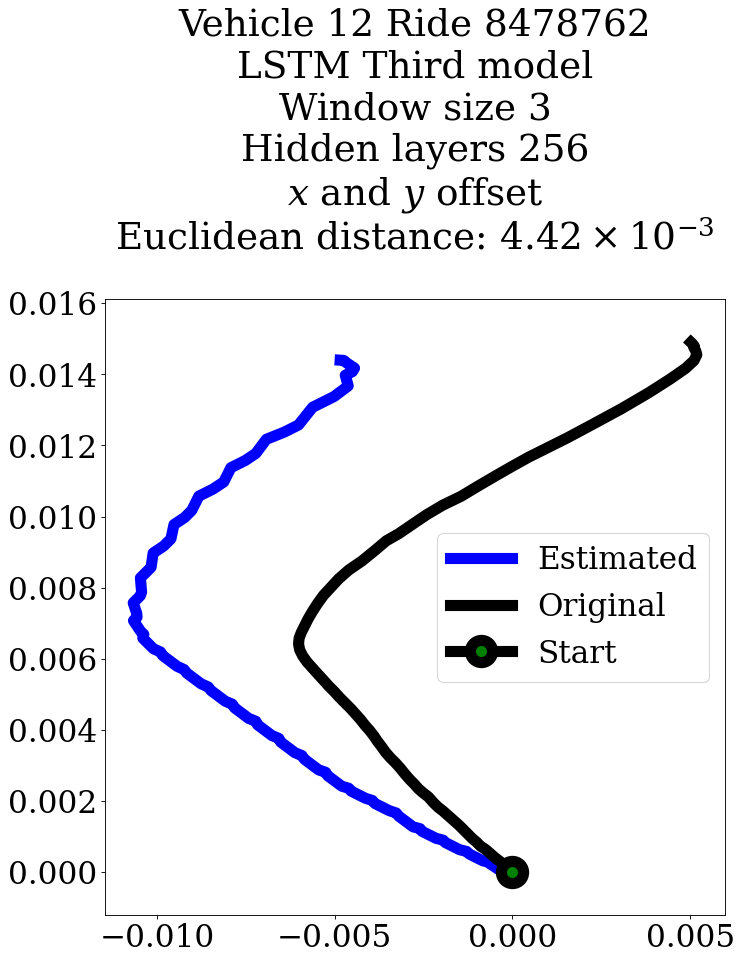 Vehicle 12 Ride 8478762
LSTM Third model
Window size 3
Hidden layers 256
x and y offset
Euclidean distance: 4.42 × 10⁻³
0.016
0.014
0.012
0.010
0.008
0.006
0.004
0.002
0.000
Estimated
Original
Start
−0.010
−0.005
0.000
0.005